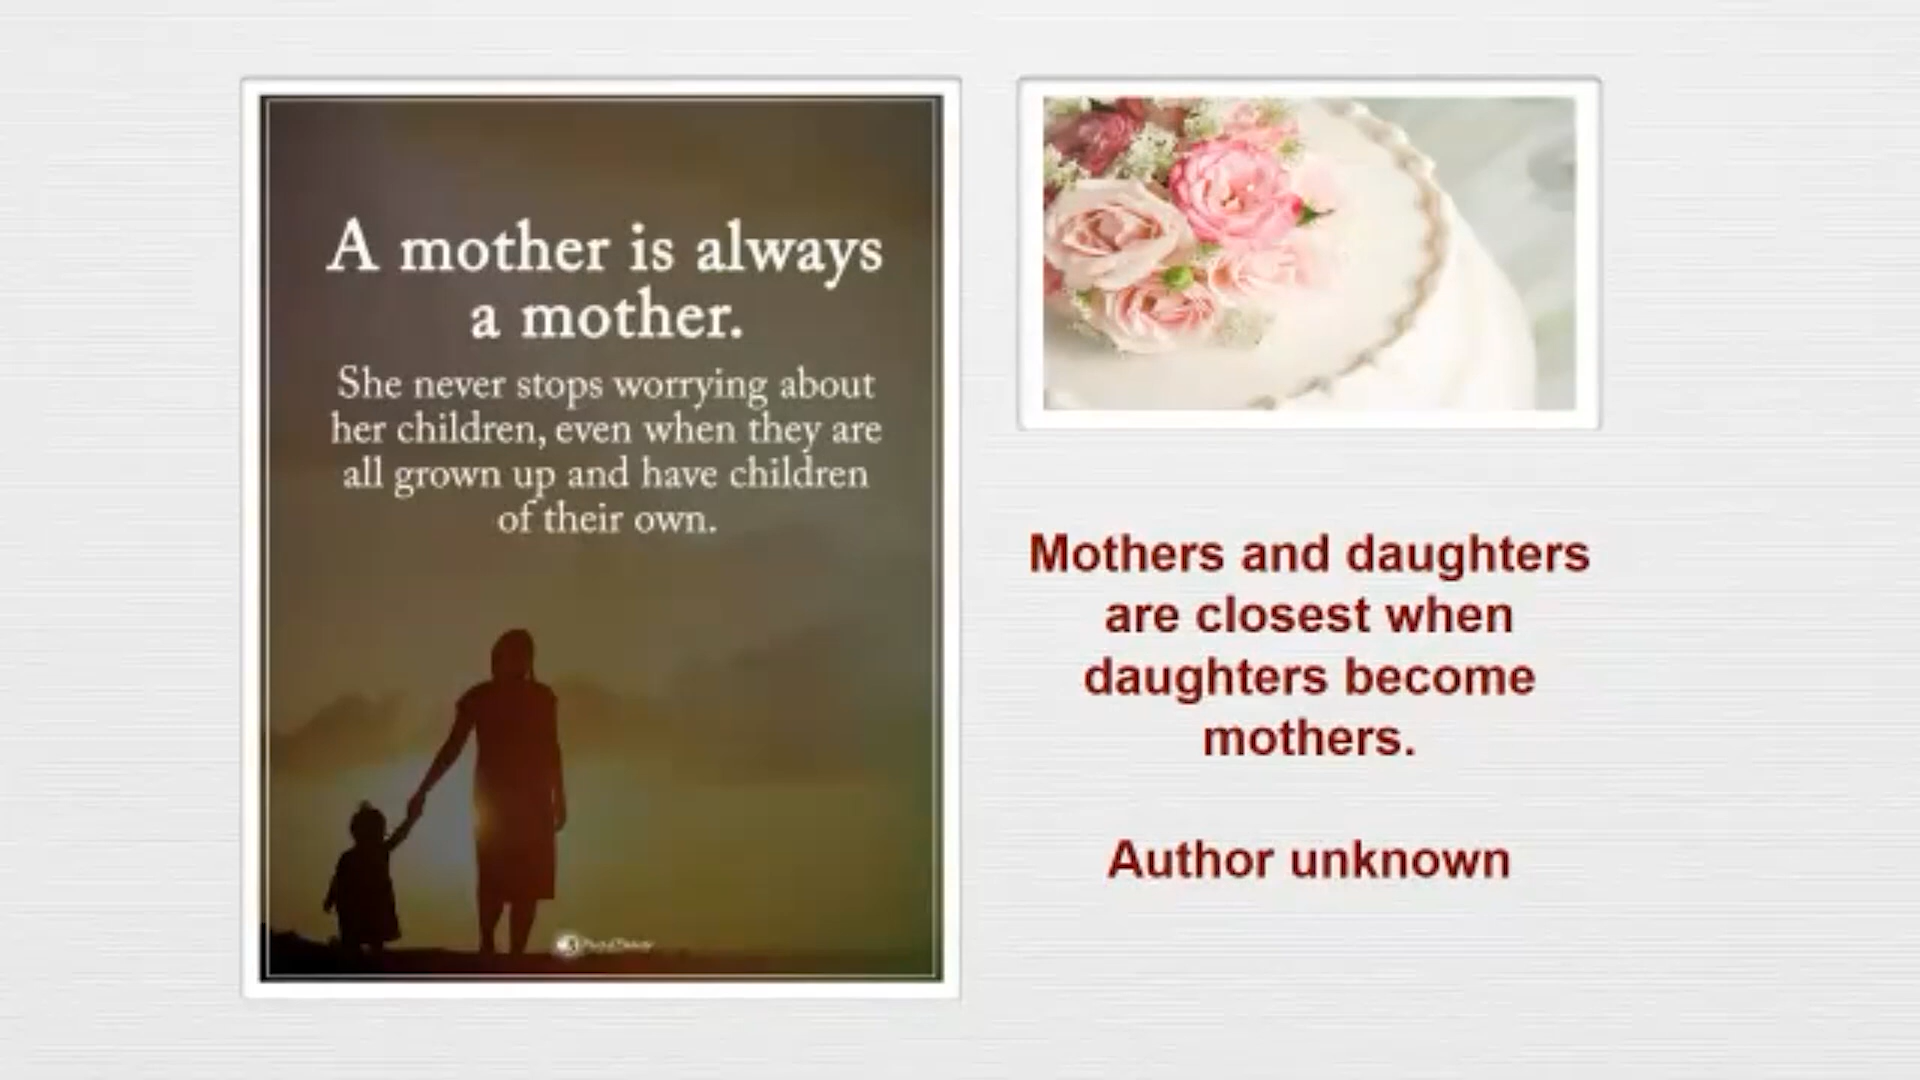 A mother is always
a mother.
She never stops worrying about
her children, even when they are
all grown up and have children
of their own.
Mothers and daughters
are closest when
daughters become
mothers.
Author unknown